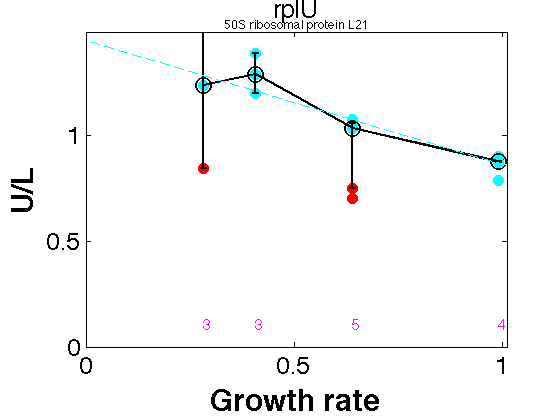 rplU
50S ribosomal protein L21
1
0.5
0
U/L
3 3 5 4
0 0.5 1
Growth rate